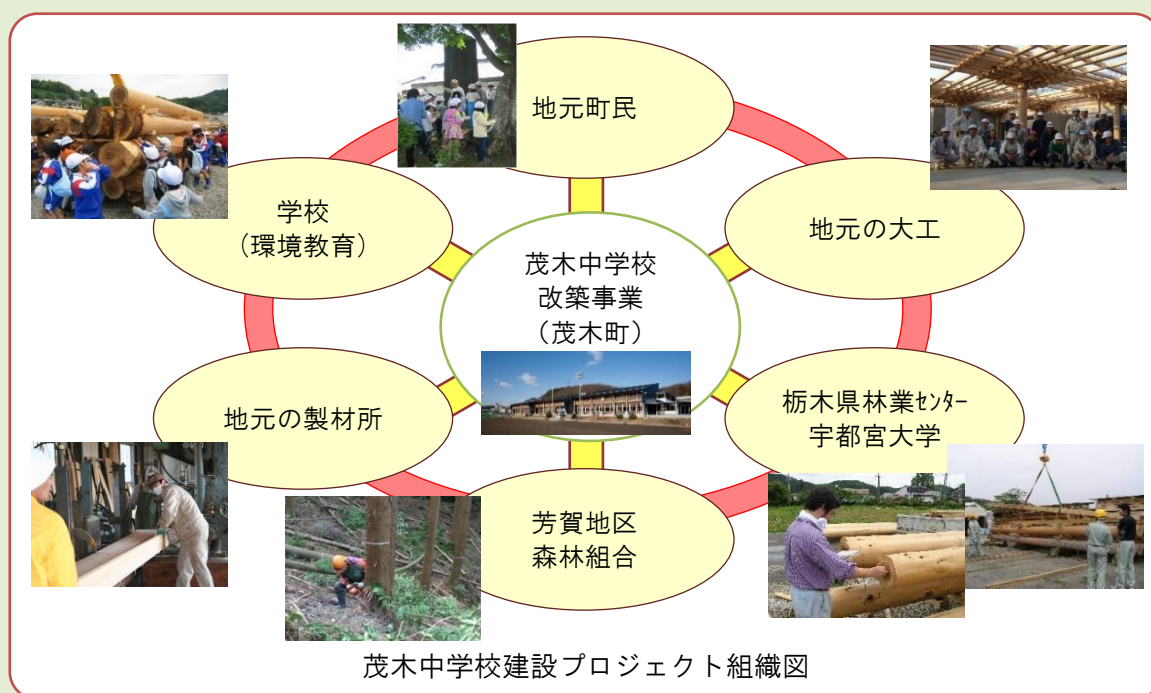 地元町民
学校
（環境教育）
地元の大工
茂木中学校
改築事業
（茂木町）
地元の製材所
栃木県林業ｾﾝﾀｰ
宇都宮大学
芳賀地区
森林組合
茂木中学校建設プロジェクト組織図